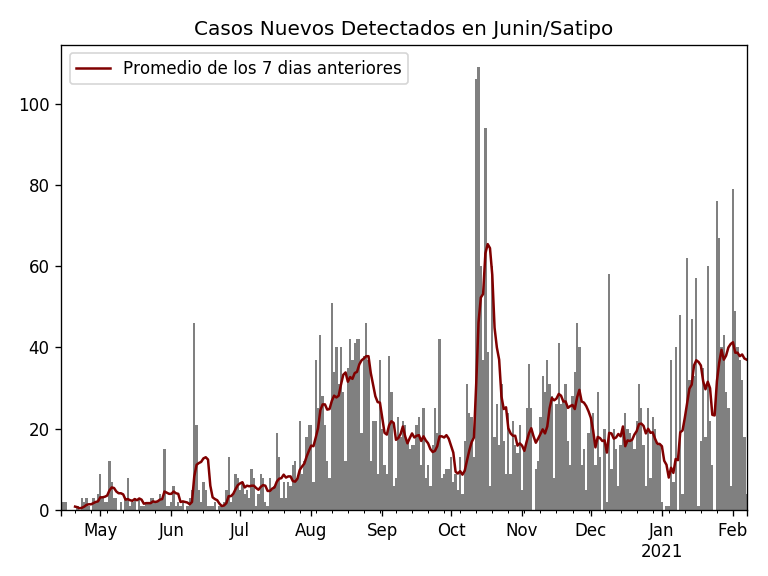 Casos Nuevos Detectados en Junin/Satipo
Promedio de los 7 dias anteriores
100
80
60
40
20
0
May Jun Jul Aug Sep Oct Nov Dec Jan Feb
2021